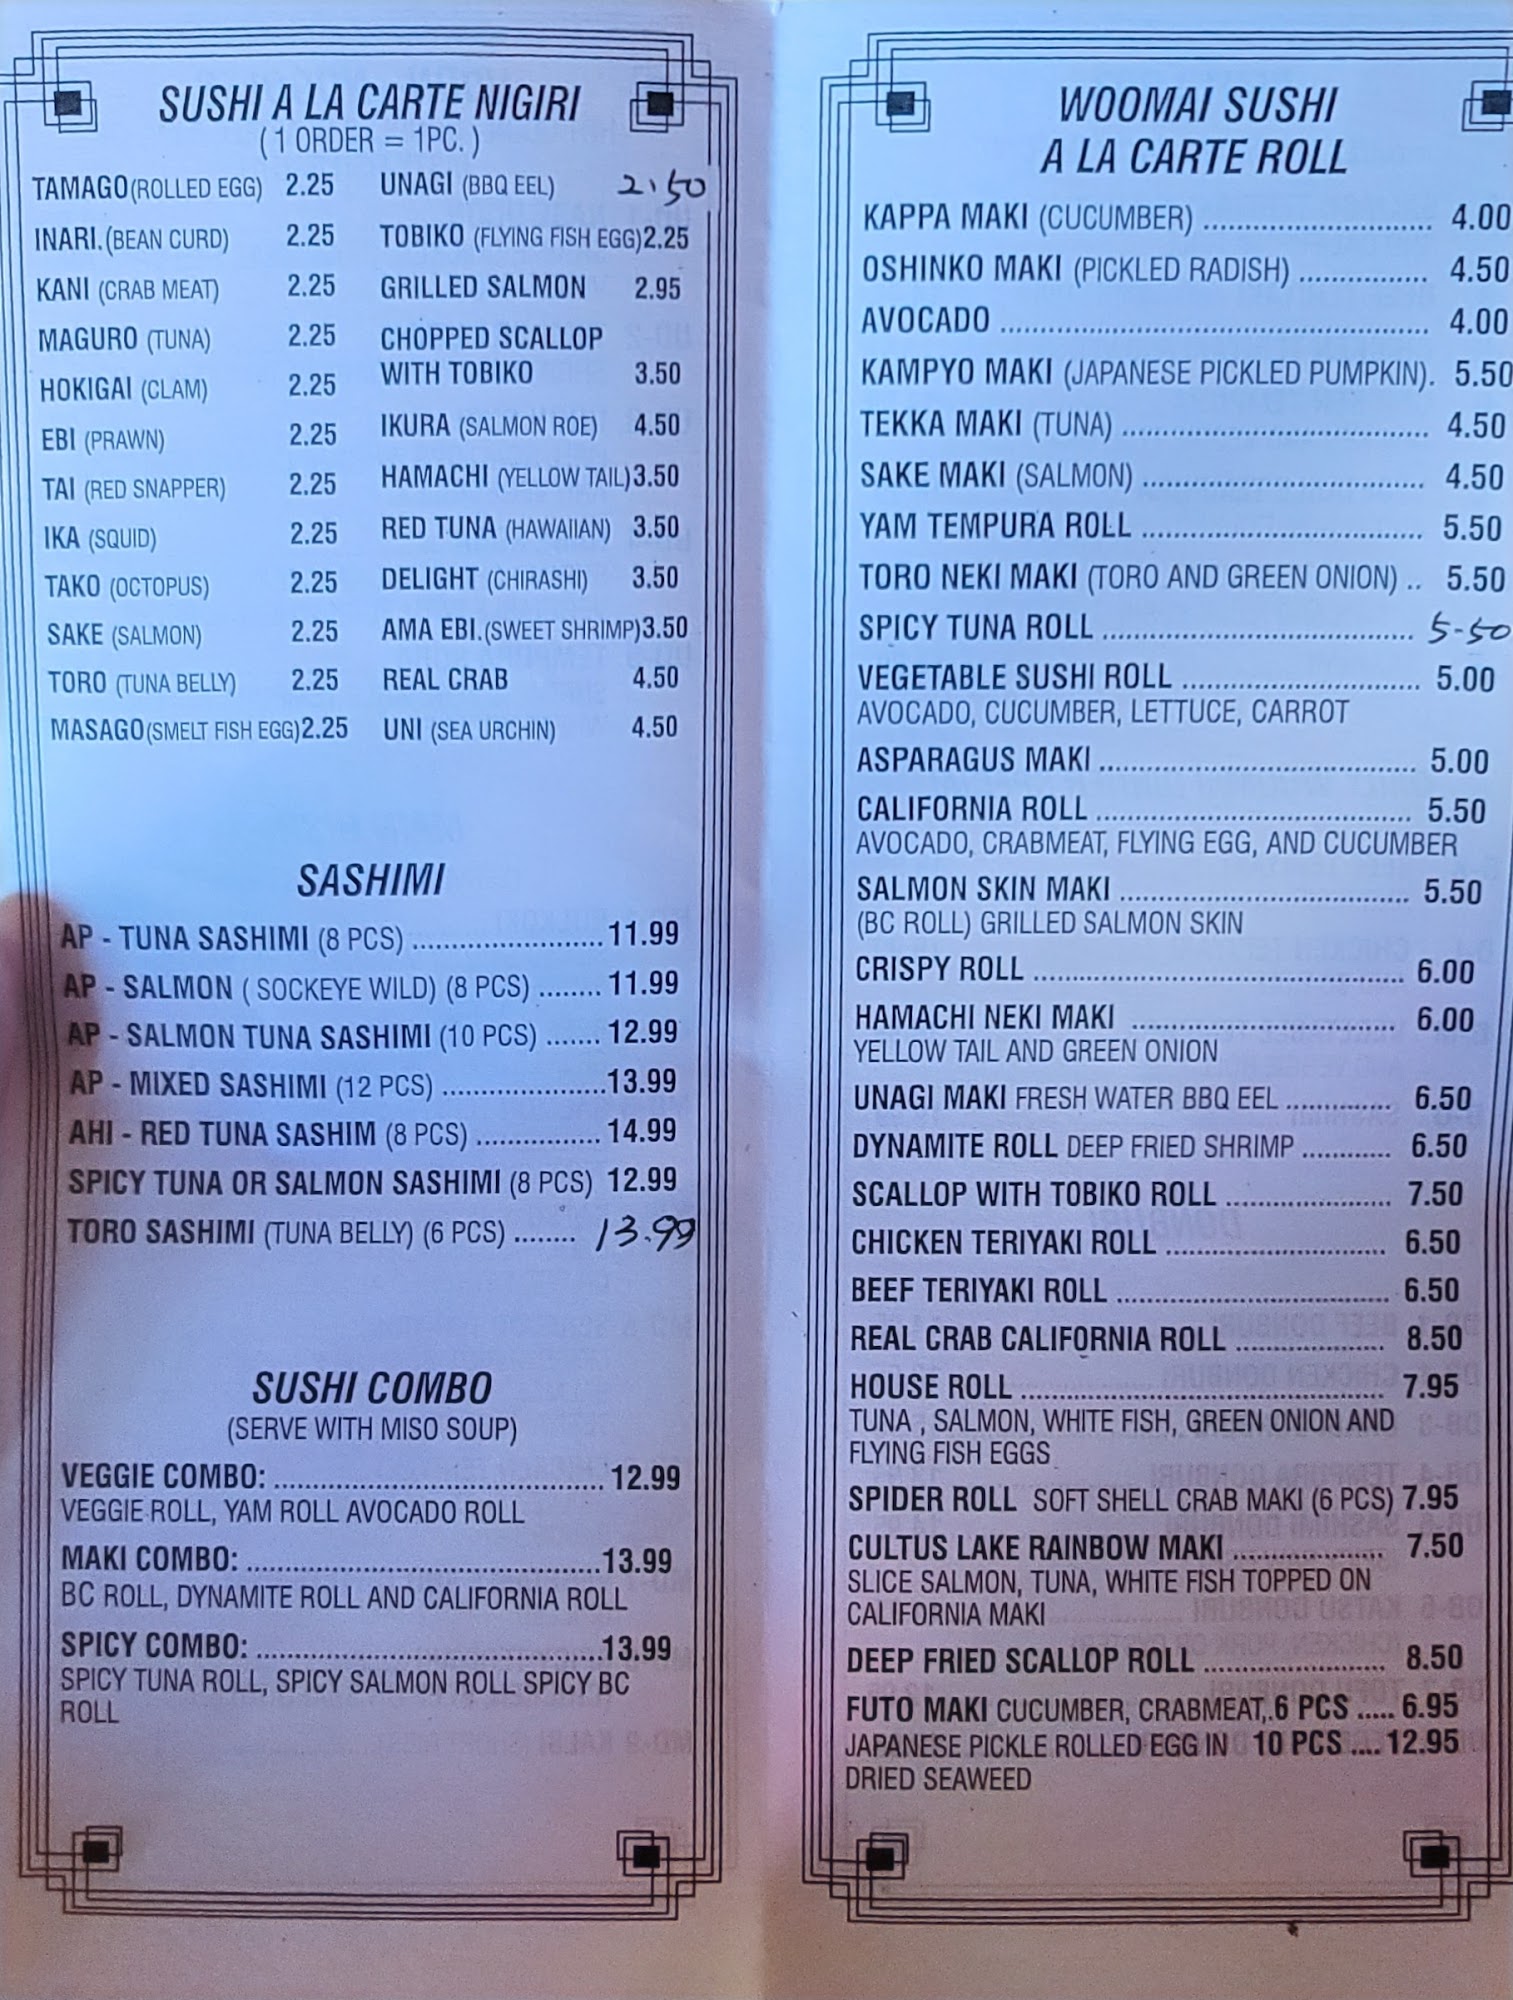 SUSHI A LA CARTE NIGIRI
( 1 ORDER = 1PC. )
TAMAGO(ROLLED EGG) 2.25
INARI.(BEAN CURD) 2.25
KANI (CRAB MEAT) 2.25
MAGURO (TUNA) 2.25
HOKIGAI (CLAM) 2.25
EBI (PRAWN) 2.25
TAI (RED SNAPPER) 2.25
IKA (SQUID) 2.25
TAKO (OCTOPUS) 2.25
SAKE (SALMON) 2.25
TORO (TUNA BELLY) 2.25
MASAGO(SMELT FISH EGG)2.25
UNAGI (BBQ EEL) 2.50
TOBIKO (FLYING FISH EGG)2.25
GRILLED SALMON 2.95
CHOPPED SCALLOP
WITH TOBIKO 3.50
IKURA (SALMON ROE) 4.50
HAMACHI (YELLOW TAIL)3.50
RED TUNA (HAWAIIAN) 3.50
DELIGHT (CHIRASHI) 3.50
AMA EBI.(SWEET SHRIMP)3.50
REAL CRAB 4.50
UNI (SEA URCHIN) 4.50
SASHIMI
AP - TUNA SASHIMI (8 PCS) ........................ 11.99
AP - SALMON ( SOCKEYE WILD) (8 PCS) ........ 11.99
AP - SALMON TUNA SASHIMI (10 PCS) ....... 12.99
AP - MIXED SASHIMI (12 PCS) .....................13.99
AHI - RED TUNA SASHIM (8 PCS) ................ 14.99
SPICY TUNA OR SALMON SASHIMI (8 PCS) 12.99
TORO SASHIMI (TUNA BELLY) (6 PCS) ........ 13.99
SUSHI COMBO
(SERVE WITH MISO SOUP)
VEGGIE COMBO: .......................................... 12.99
VEGGIE ROLL, YAM ROLL AVOCADO ROLL
MAKI COMBO: .............................................13.99
BC ROLL, DYNAMITE ROLL AND CALIFORNIA ROLL
SPICY COMBO: ............................................13.99
SPICY TUNA ROLL, SPICY SALMON ROLL SPICY BC
ROLL
WOOMAI SUSHI
A LA CARTE ROLL
KAPPA MAKI (CUCUMBER) ............................. 4.00
OSHINKO MAKI (PICKLED RADISH) ................ 4.50
AVOCADO ...................................................... 4.00
KAMPYO MAKI (JAPANESE PICKLED PUMPKIN). 5.50
TEKKA MAKI (TUNA) ....................................... 4.50
SAKE MAKI (SALMON) .................................... 4.50
YAM TEMPURA ROLL .................................... 5.50
TORO NEKI MAKI (TORO AND GREEN ONION) .. 5.50
SPICY TUNA ROLL ........................................ 5-50
VEGETABLE SUSHI ROLL .............................. 5.00
AVOCADO, CUCUMBER, LETTUCE, CARROT
ASPARAGUS MAKI ........................................ 5.00
CALIFORNIA ROLL ........................................ 5.50
AVOCADO, CRABMEAT, FLYING EGG, AND CUCUMBER
SALMON SKIN MAKI ..................................... 5.50
(BC ROLL) GRILLED SALMON SKIN
CRISPY ROLL ................................................ 6.00
HAMACHI NEKI MAKI .................................. 6.00
YELLOW TAIL AND GREEN ONION
UNAGI MAKI FRESH WATER BBQ EEL .............. 6.50
DYNAMITE ROLL DEEP FRIED SHRIMP ............ 6.50
SCALLOP WITH TOBIKO ROLL ..................... 7.50
CHICKEN TERIYAKI ROLL ............................ 6.50
BEEF TERIYAKI ROLL ................................... 6.50
REAL CRAB CALIFORNIA ROLL ................... 8.50
HOUSE ROLL ................................................ 7.95
TUNA , SALMON, WHITE FISH, GREEN ONION AND
FLYING FISH EGGS
SPIDER ROLL SOFT SHELL CRAB MAKI (6 PCS) 7.95
CULTUS LAKE RAINBOW MAKI ................... 7.50
SLICE SALMON, TUNA, WHITE FISH TOPPED ON
CALIFORNIA MAKI
DEEP FRIED SCALLOP ROLL ....................... 8.50
FUTO MAKI CUCUMBER, CRABMEAT,.6 PCS ..... 6.95
JAPANESE PICKLE ROLLED EGG IN 10 PCS .... 12.95
DRIED SEAWEED